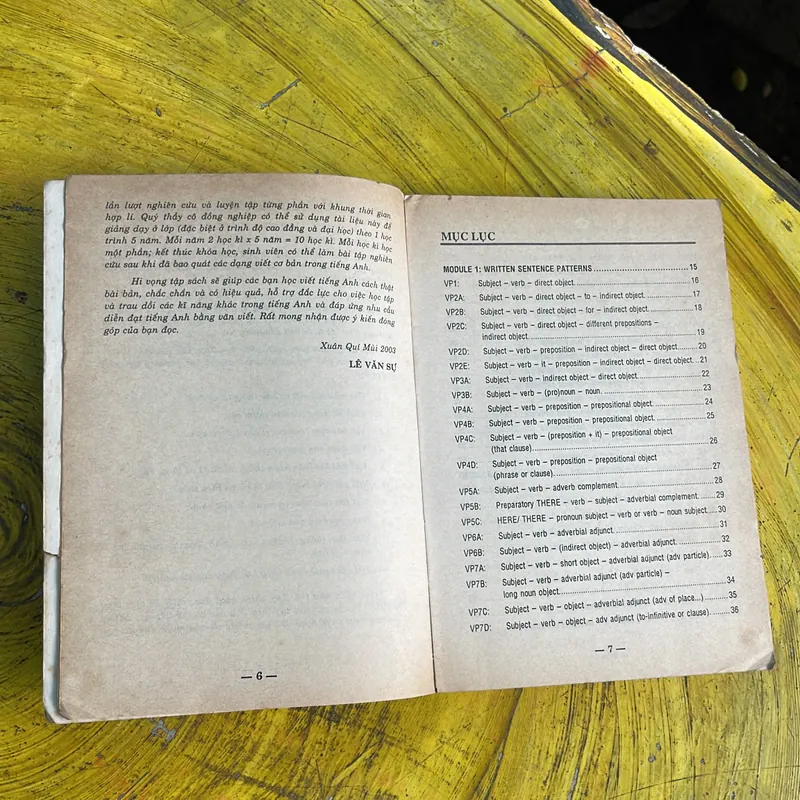 lần lượt nghiên cứu và luyện tập từng phần với khung thời gian
hợp lí. Quý thầy cô đồng nghiệp có thể sử dụng tài liệu này để
giảng dạy ở lớp (đặc biệt ở trình độ cao đẳng và đại học) theo 1 học
trình 5 năm. Mỗi năm 2 học kì x 5 năm = 10 học kì. Mỗi học kì học
một phần; kết thúc khóa học, sinh viên có thể làm bài tập nghiên
cứu sau khi đã bao quát các dạng viết cơ bản trong tiếng Anh.
Hi vọng tập sách sẽ giúp các bạn học viết tiếng Anh cách thật
bài bản, chắc chắn và có hiệu quả, hỗ trợ đắc lực cho việc học tập
và trau dồi các kĩ năng khác trong tiếng Anh và đáp ứng nhu cầu
diễn đạt tiếng Anh bằng văn viết. Rất mong nhận được ý kiến đóng
góp của bạn đọc.
Xuân Quí Mùi 2003
LÊ VĂN SỰ
— 6 —
MỤC LỤC
MODULE 1: WRITTEN SENTENCE PATTERNS ........................ 15
VP1: Subject – verb – direct object. ........................ 16
VP2A: Subject – verb – direct object – to – indirect object. ............ 17
VP2B: Subject – verb – direct object – for – indirect object. ........... 18
VP2C: Subject – verb – direct object – different prepositions –
indirect object. ........................ 19
VP2D: Subject – verb – preposition – indirect object – direct object. ...... 20
VP2E: Subject – verb – it – preposition – indirect object – direct object. .. 21
VP3A: Subject – verb – indirect object – direct object. ............ 22
VP3B: Subject – verb – (pro)noun – noun. ........................ 23
VP4A: Subject – verb – preposition – prepositional object. ............ 24
VP4B: Subject – verb – preposition – prepositional object. ............ 25
VP4C: Subject – verb – (preposition + it) – prepositional object
(that clause). ........................ 26
VP4D: Subject – verb – preposition – prepositional object
(phrase or clause). ........................ 27
VP5A: Subject – verb – adverb complement. ........................ 28
VP5B: Preparatory THERE – verb – subject – adverbial complement. ..... 29
VP5C: HERE/ THERE – pronoun subject – verb or verb – noun subject. .... 30
VP6A: Subject – verb – adverbial adjunct. ........................ 31
VP6B: Subject – verb – (indirect object) – adverbial adjunct. ............ 32
VP7A: Subject – verb – short object – adverbial adjunct (adv particle). ..... 33
VP7B: Subject – verb – adverbial adjunct (adv particle) –
long noun object. ........................ 34
VP7C: Subject – verb – object – adverbial adjunct (adv of place...) ........ 35
VP7D: Subject – verb – object – adv adjunct (to-infinitive or clause). ...... 36
— 7 —